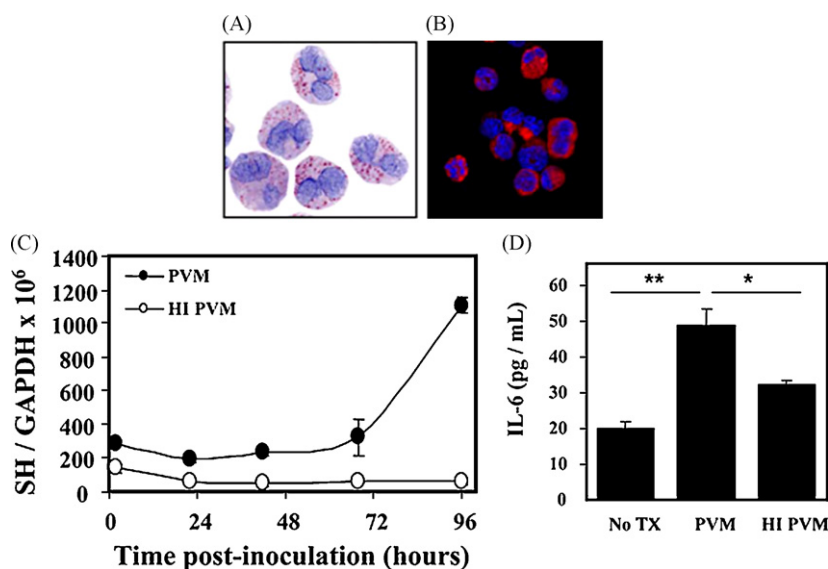 (A)
(B)
(C)
1400
1200
1000
800
600
400
200
0
SH / GAPDH x 10⁶
PVM
HI PVM
0 24 48 72 96
Time post-inoculation (hours)
(D)
** *
60
50
40
30
20
10
0
IL-6 (pg / mL)
No TX PVM HI PVM